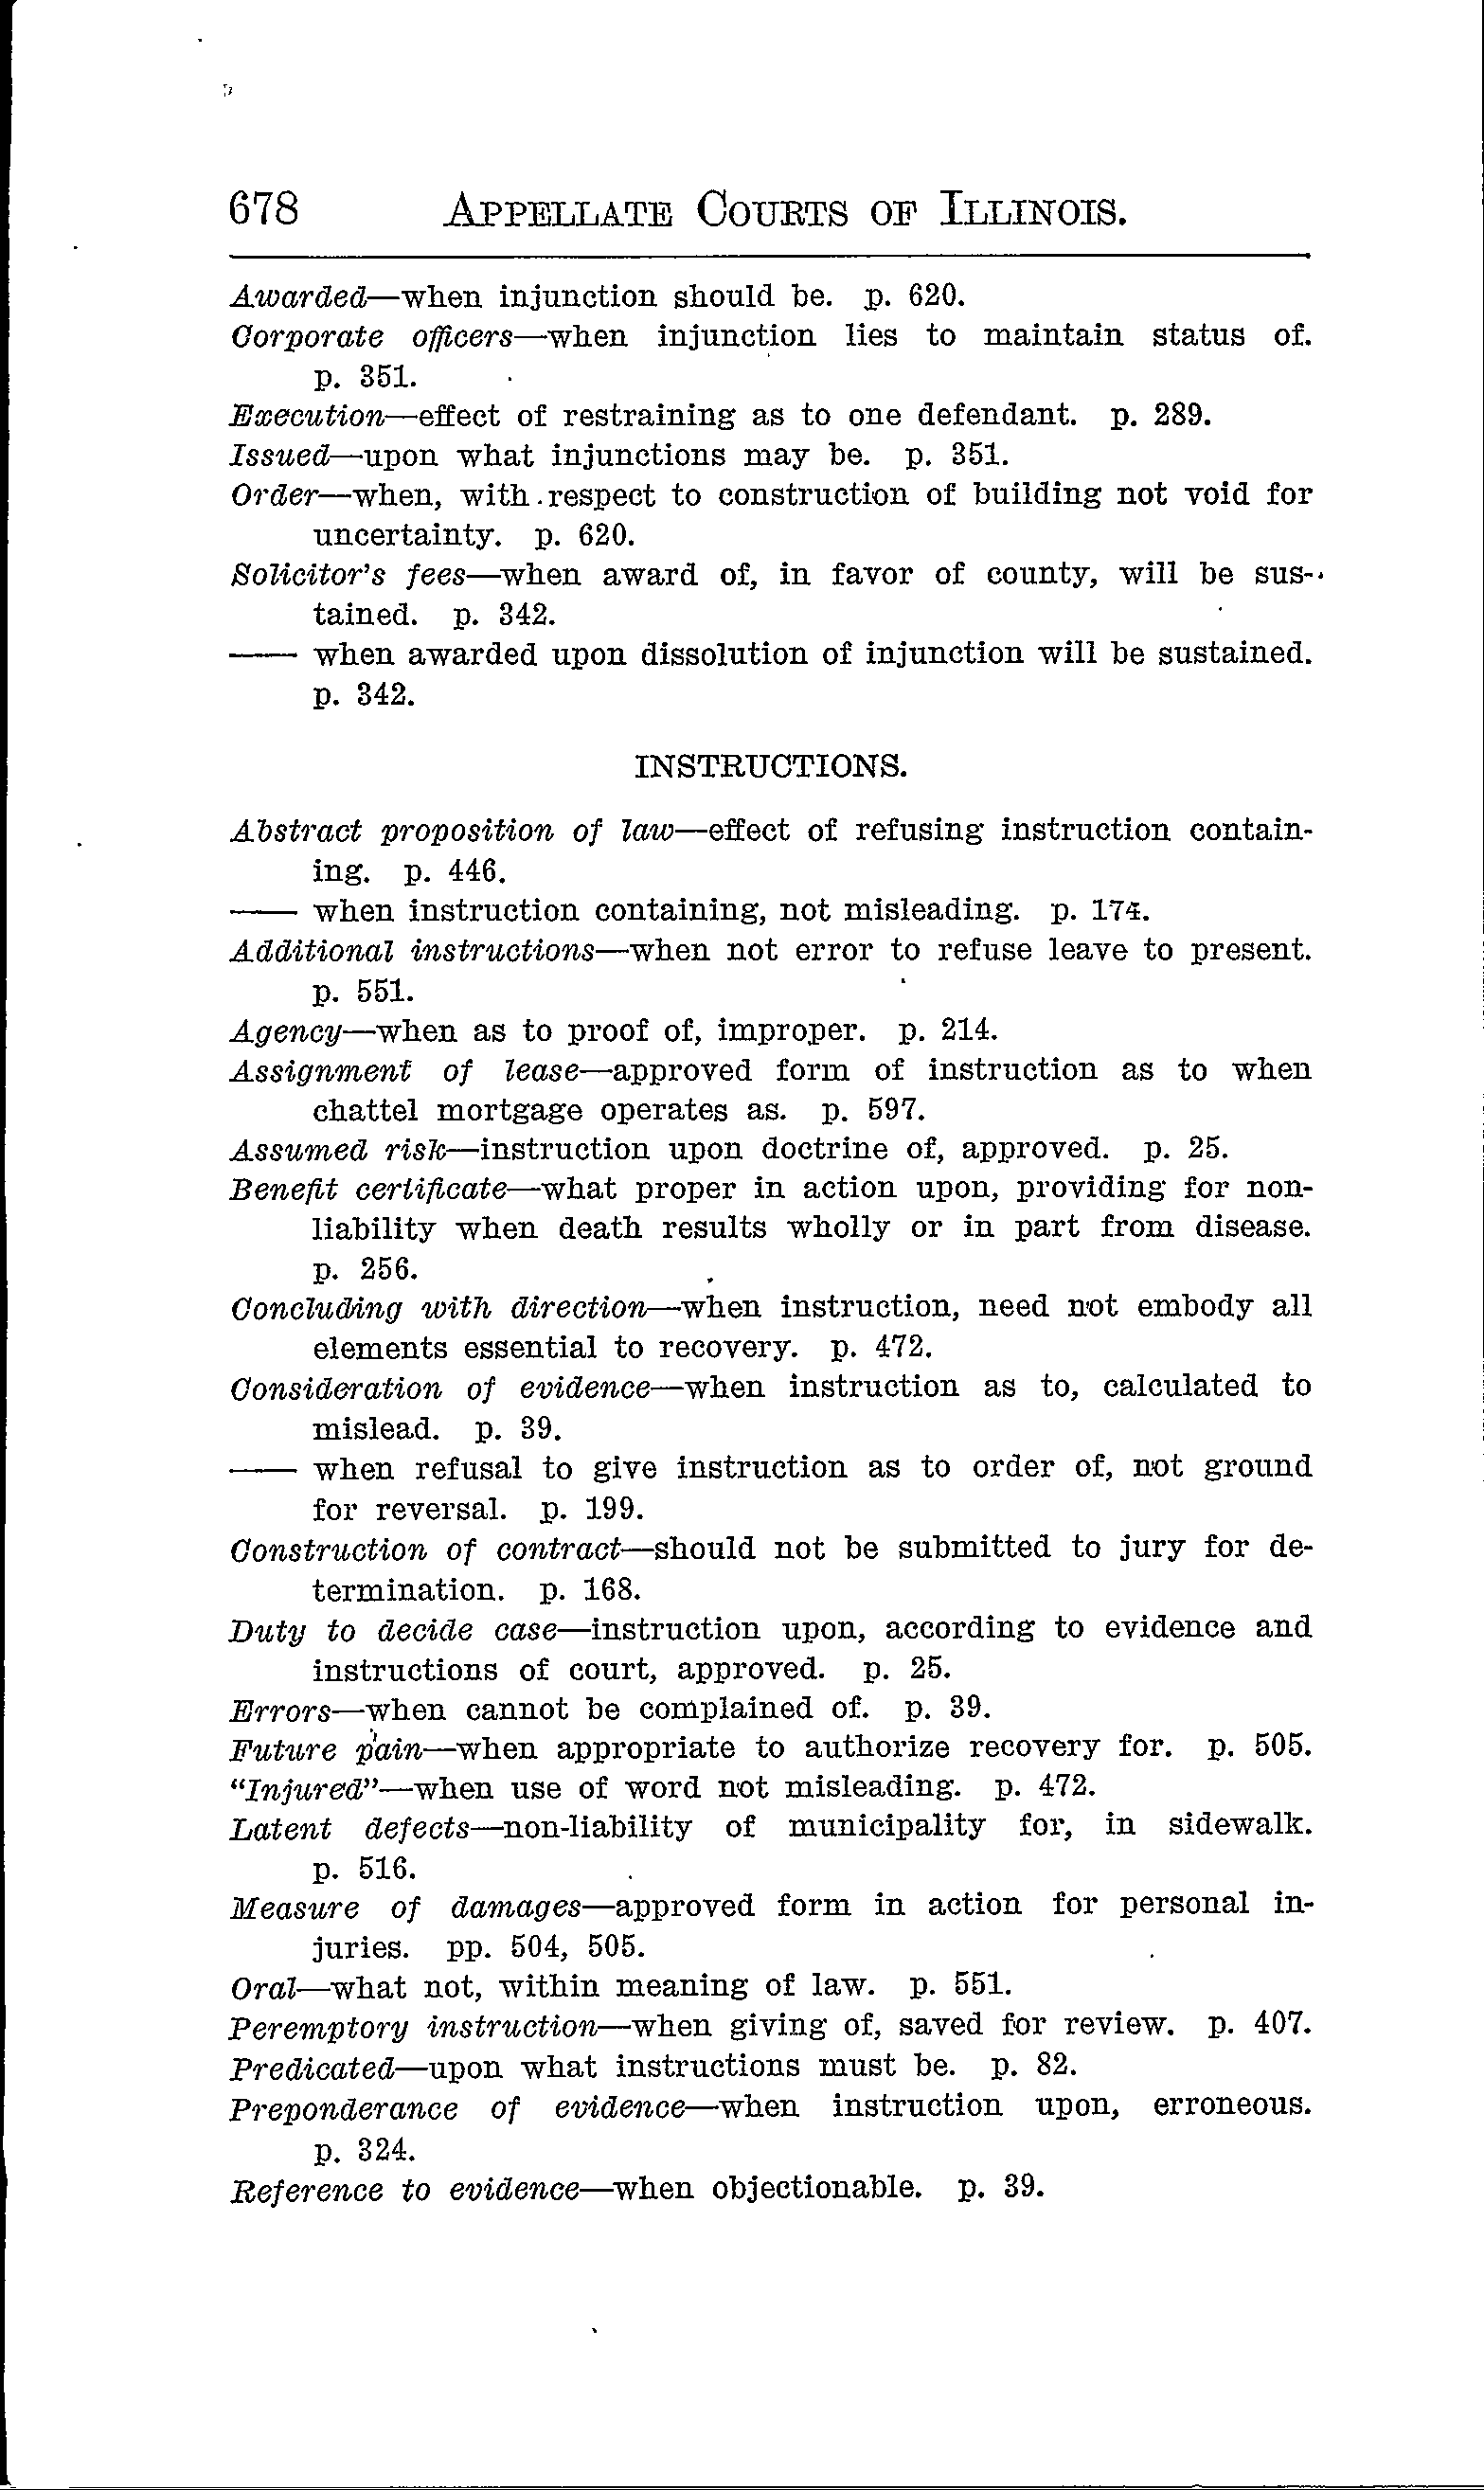 678 APPELLATE COURTS OF ILLINOIS.
Awarded—when injunction should be. p. 620.
Corporate officers—when injunction lies to maintain status of.
p. 351.
Execution—effect of restraining as to one defendant. p. 289.
Issued—upon what injunctions may be. p. 351.
Order—when, with respect to construction of building not void for
uncertainty. p. 620.
Solicitor's fees—when award of, in favor of county, will be sus-
tained. p. 342.
—— when awarded upon dissolution of injunction will be sustained.
p. 342.
INSTRUCTIONS.
Abstract proposition of law—effect of refusing instruction contain-
ing. p. 446.
—— when instruction containing, not misleading. p. 174.
Additional instructions—when not error to refuse leave to present.
p. 551.
Agency—when as to proof of, improper. p. 214.
Assignment of lease—approved form of instruction as to when
chattel mortgage operates as. p. 597.
Assumed risk—instruction upon doctrine of, approved. p. 25.
Benefit certificate—what proper in action upon, providing for non-
liability when death results wholly or in part from disease.
p. 256.
Concluding with direction—when instruction, need not embody all
elements essential to recovery. p. 472.
Consideration of evidence—when instruction as to, calculated to
mislead. p. 39.
—— when refusal to give instruction as to order of, not ground
for reversal. p. 199.
Construction of contract—should not be submitted to jury for de-
termination. p. 168.
Duty to decide case—instruction upon, according to evidence and
instructions of court, approved. p. 25.
Errors—when cannot be complained of. p. 39.
Future pain—when appropriate to authorize recovery for. p. 505.
"Injured"—when use of word not misleading. p. 472.
Latent defects—non-liability of municipality for, in sidewalk.
p. 516.
Measure of damages—approved form in action for personal in-
juries. pp. 504, 505.
Oral—what not, within meaning of law. p. 551.
Peremptory instruction—when giving of, saved for review. p. 407.
Predicated—upon what instructions must be. p. 82.
Preponderance of evidence—when instruction upon, erroneous.
p. 324.
Reference to evidence—when objectionable. p. 39.